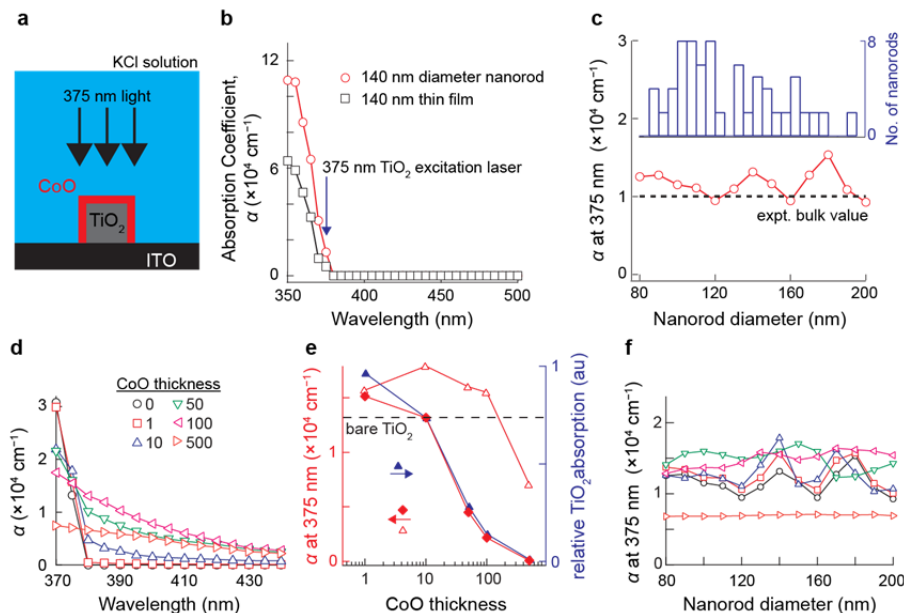 a
KCl solution
375 nm light
CoO
TiO2
ITO
b
Absorption Coefficient,
α (×10⁴ cm⁻¹)
12
9
6
3
0
140 nm diameter nanorod
140 nm thin film
375 nm TiO2 excitation laser
350 400 450 500
Wavelength (nm)
c
α at 375 nm (×10⁴ cm⁻¹)
3
2
1
0
8
0
No. of nanorods
expt. bulk value
80 120 160 200
Nanorod diameter (nm)
d
CoO thickness
0 50
1 100
10 500
α (×10⁴ cm⁻¹)
3
2
1
0
370 390 410 430
Wavelength (nm)
e
α at 375 nm (×10⁴ cm⁻¹)
1
0
bare TiO2
1
0
relative TiO2 absorption (au)
1 10 100
CoO thickness
f
α at 375 nm (×10⁴ cm⁻¹)
3
2
1
0
80 120 160 200
Nanorod diameter (nm)